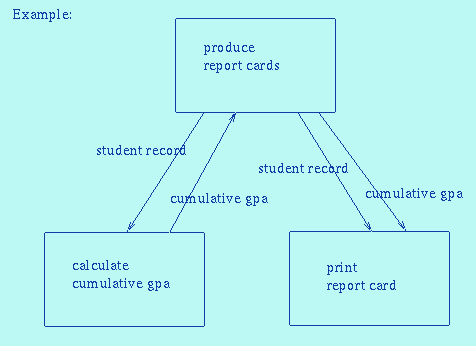 Example:
produce
report cards
student record
student record
cumulative gpa
cumulative gpa
calculate
cumulative gpa
print
report card